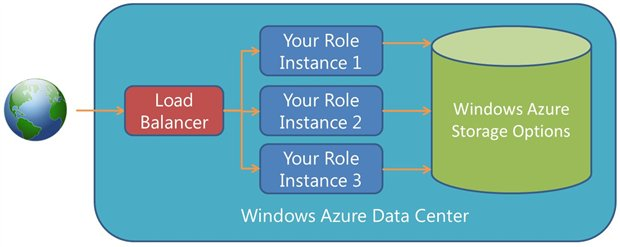 Load
Balancer
Your Role
Instance 1
Your Role
Instance 2
Your Role
Instance 3
Windows Azure
Storage Options
Windows Azure Data Center